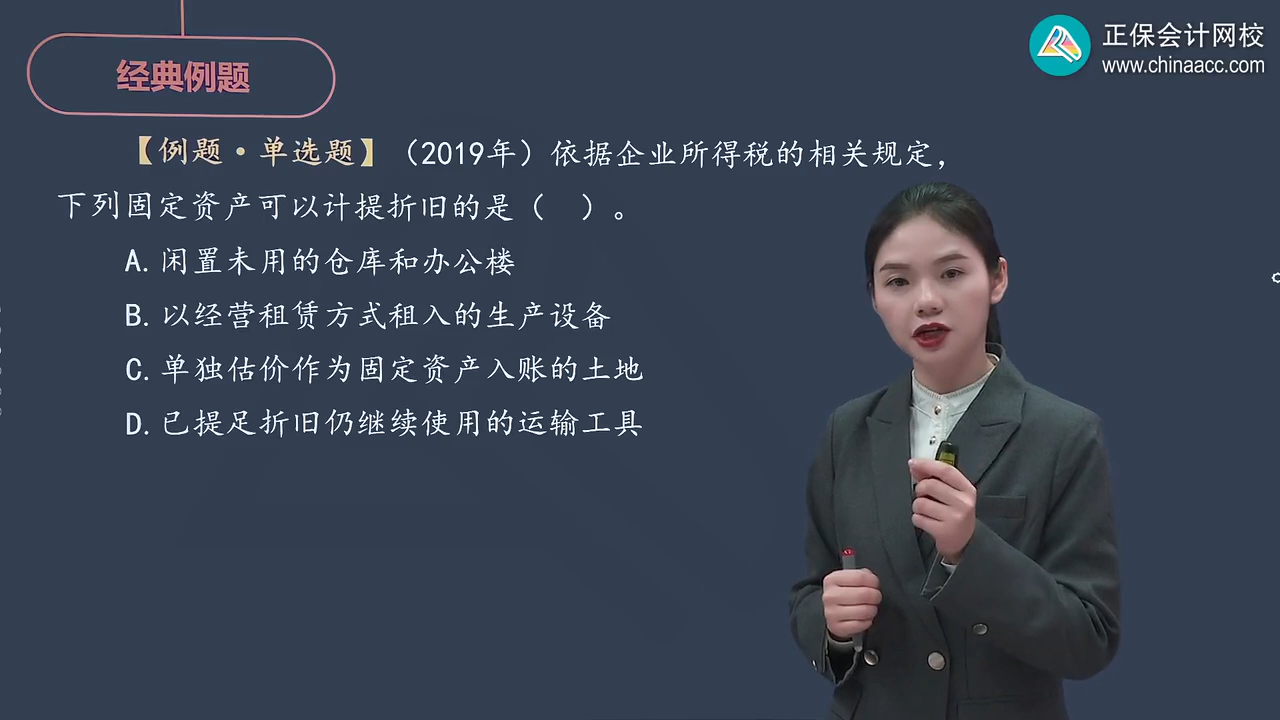 正保会计网校
www.chinaacc.com
经典例题
【例题·单选题】（2019年）依据企业所得税的相关规定，
下列固定资产可以计提折旧的是（ ）。
A.闲置未用的仓库和办公楼
B.以经营租赁方式租入的生产设备
C.单独估价作为固定资产入账的土地
D.已提足折旧仍继续使用的运输工具